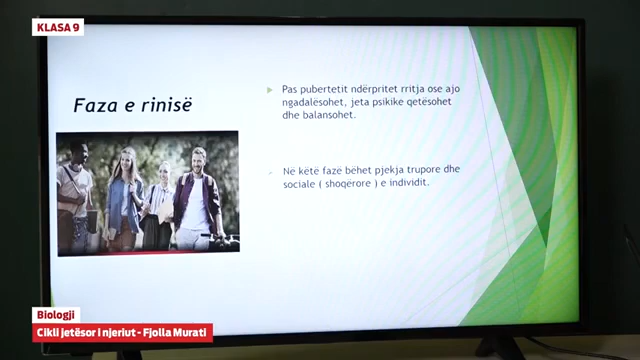 KLASA 9
Faza e rinisë
Pas pubertetit ndërpritet rritja ose ajo
ngadalësohet, jeta psikike qetësohet
dhe balansohet.
Në këtë fazë bëhet pjekja trupore dhe
sociale ( shoqërore ) e individit.
Biologji
Cikli jetësor i njeriut - Fjolla Murati